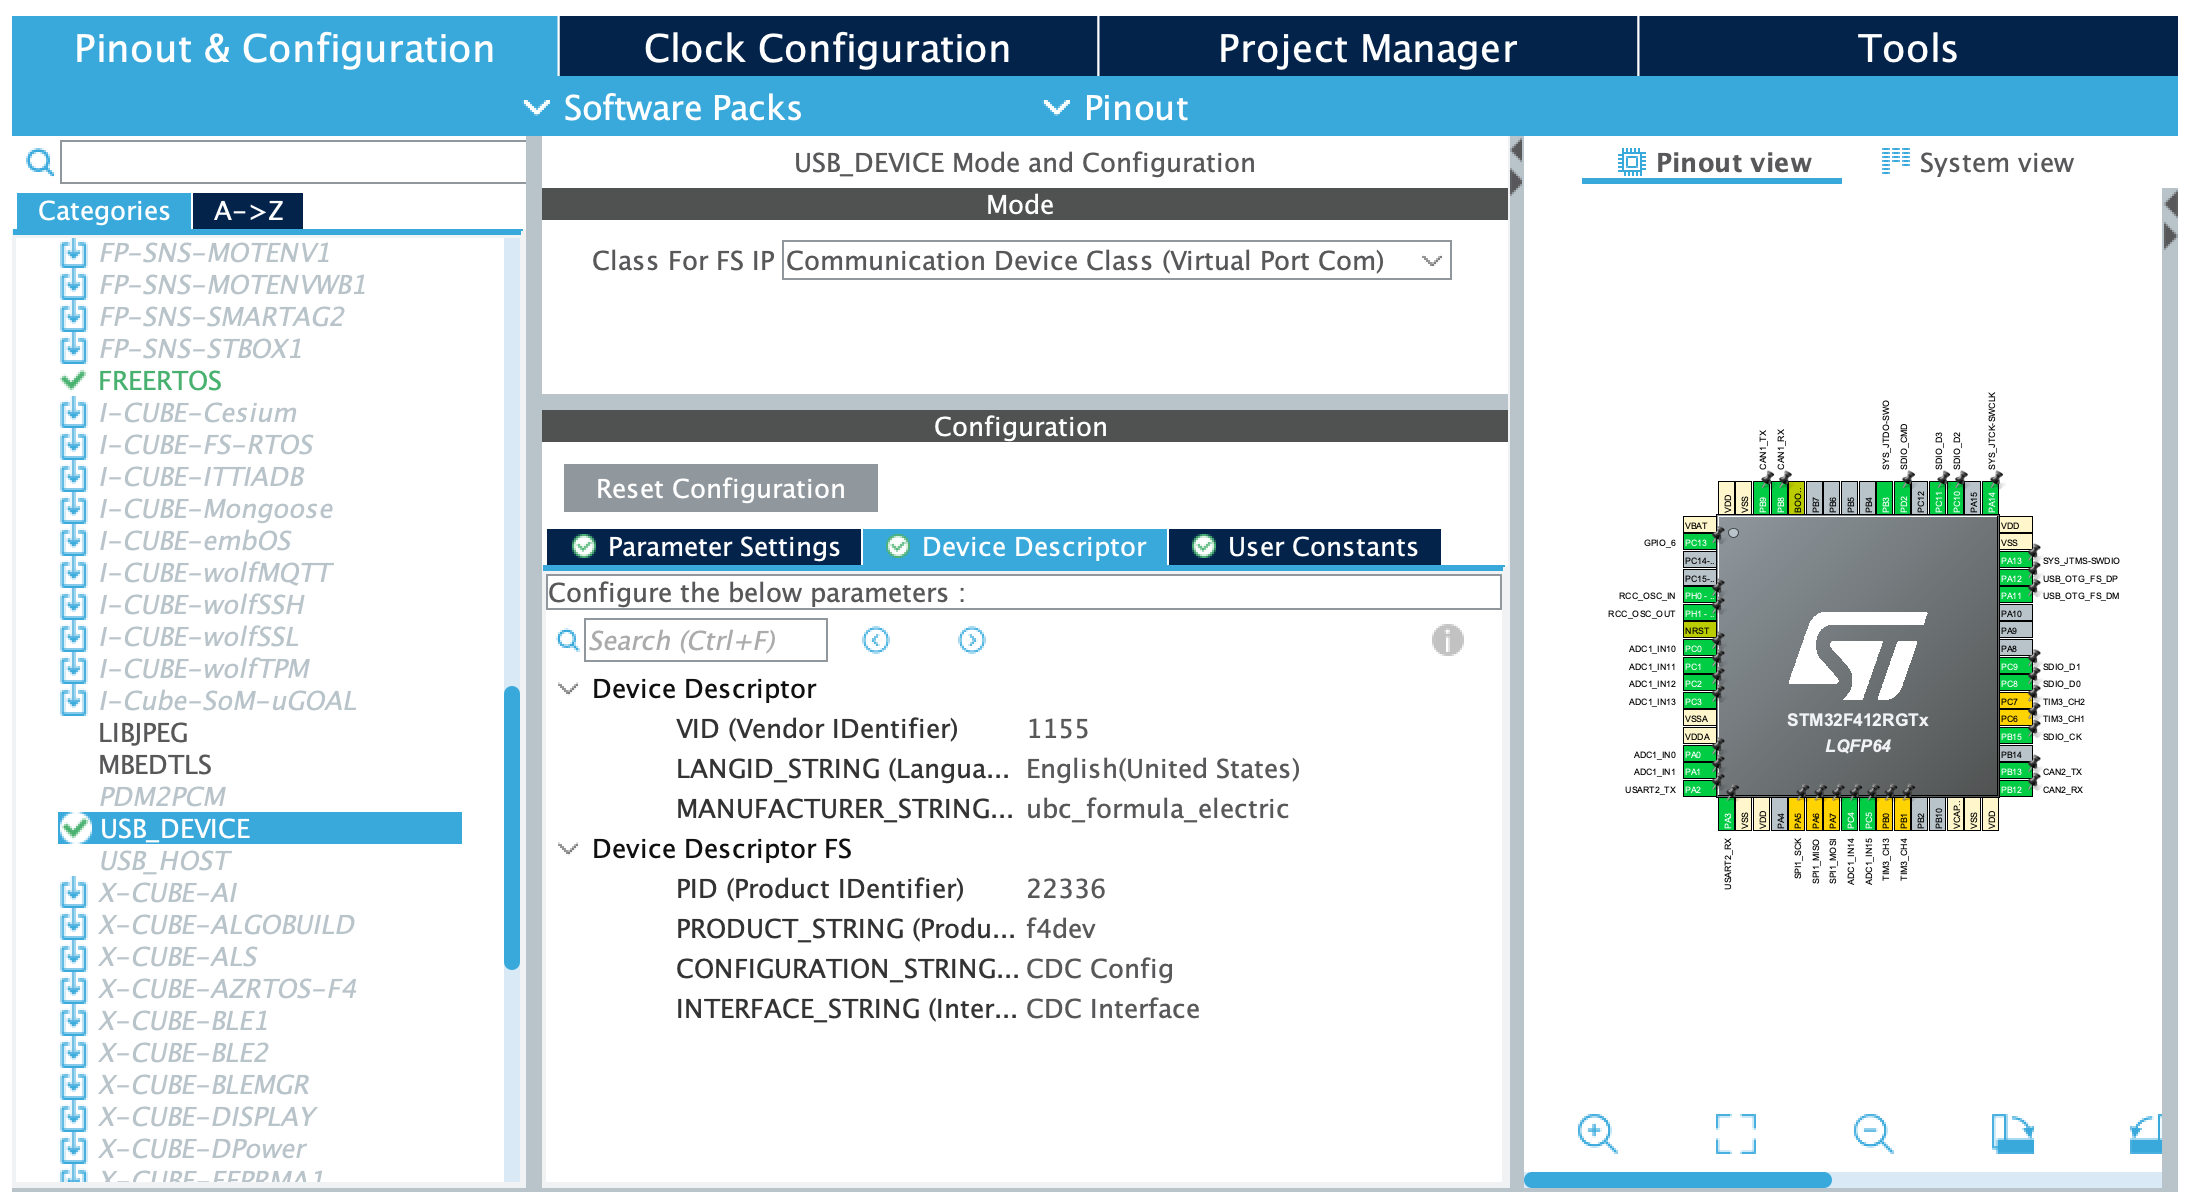 Pinout & Configuration
Clock Configuration
Project Manager
Tools
Software Packs
Pinout
Categories
A->Z
FP-SNS-MOTENV1
FP-SNS-MOTENVWB1
FP-SNS-SMARTAG2
FP-SNS-STBOX1
FREERTOS
I-CUBE-Cesium
I-CUBE-FS-RTOS
I-CUBE-ITTIADB
I-CUBE-Mongoose
I-CUBE-embOS
I-CUBE-wolfMQTT
I-CUBE-wolfSSH
I-CUBE-wolfSSL
I-CUBE-wolfTPM
I-Cube-SoM-uGOAL
LIBJPEG
MBEDTLS
PDM2PCM
USB_DEVICE
USB_HOST
X-CUBE-AI
X-CUBE-ALGOBUILD
X-CUBE-ALS
X-CUBE-AZRTOS-F4
X-CUBE-BLE1
X-CUBE-BLE2
X-CUBE-BLEMGR
X-CUBE-DISPLAY
X-CUBE-DPower
X-CUBE-EEPRMA1
USB_DEVICE Mode and Configuration
Mode
Class For FS IP Communication Device Class (Virtual Port Com)
Configuration
Reset Configuration
Parameter Settings
Device Descriptor
User Constants
Configure the below parameters :
Search (Ctrl+F)
Device Descriptor
VID (Vendor IDentifier) 1155
LANGID_STRING (Langua... English(United States)
MANUFACTURER_STRING... ubc_formula_electric
Device Descriptor FS
PID (Product IDentifier) 22336
PRODUCT_STRING (Produ... f4dev
CONFIGURATION_STRING... CDC Config
INTERFACE_STRING (Inter... CDC Interface
Pinout view
System view
CAN1_TX
CAN1_RX
SYS_JTDO-SWO
SDIO_CMD
SDIO_D3
SDIO_D2
SYS_JTCK-SWCLK
VDD
VSS
PB9
PB8
BOO..
PB7
PB6
PB5
PB4
PB3
PD2
PC12
PC11
PC10
PA15
PA14
VBAT
GPIO_6 PC13
PC14-..
PC15-..
RCC_OSC_IN PH0 - ..
RCC_OSC_OUT PH1 - ..
NRST
ADC1_IN10 PC0
ADC1_IN11 PC1
ADC1_IN12 PC2
ADC1_IN13 PC3
VSSA
VDDA
ADC1_IN0 PA0
ADC1_IN1 PA1
USART2_TX PA2
STM32F412RGTx
LQFP64
VDD
VSS
PA13 SYS_JTMS-SWDIO
PA12 USB_OTG_FS_DP
PA11 USB_OTG_FS_DM
PA10
PA9
PA8
PC9 SDIO_D1
PC8 SDIO_D0
PC7 TIM3_CH2
PC6 TIM3_CH1
PB15 SDIO_CK
PB14
PB13 CAN2_TX
PB12 CAN2_RX
PA3
VSS
VDD
PA4
PA5
PA6
PA7
PC4
PC5
PB0
PB1
PB2
PB10
VCAP..
VSS
VDD
USART2_RX
SPI1_SCK
SPI1_MISO
SPI1_MOSI
ADC1_IN14
ADC1_IN15
TIM3_CH3
TIM3_CH4